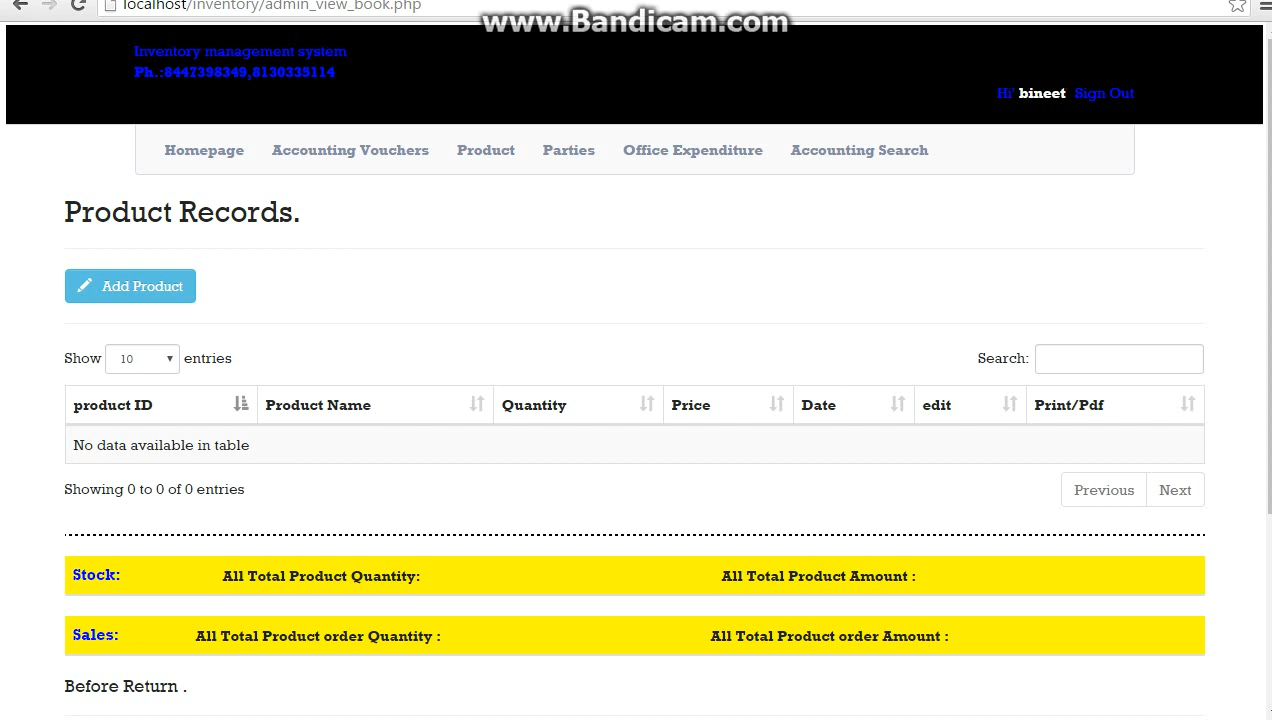 localhost/inventory/admin_view_book.php
www.Bandicam.com
Inventory management system
Ph.:8447398349,8130335114
Hi' bineet Sign Out
Homepage Accounting Vouchers Product Parties Office Expenditure Accounting Search
Product Records.
Add Product
Show 10 entries Search:
product ID Product Name Quantity Price Date edit Print/Pdf
No data available in table
Showing 0 to 0 of 0 entries Previous Next
Stock: All Total Product Quantity: All Total Product Amount :
Sales: All Total Product order Quantity : All Total Product order Amount :
Before Return .